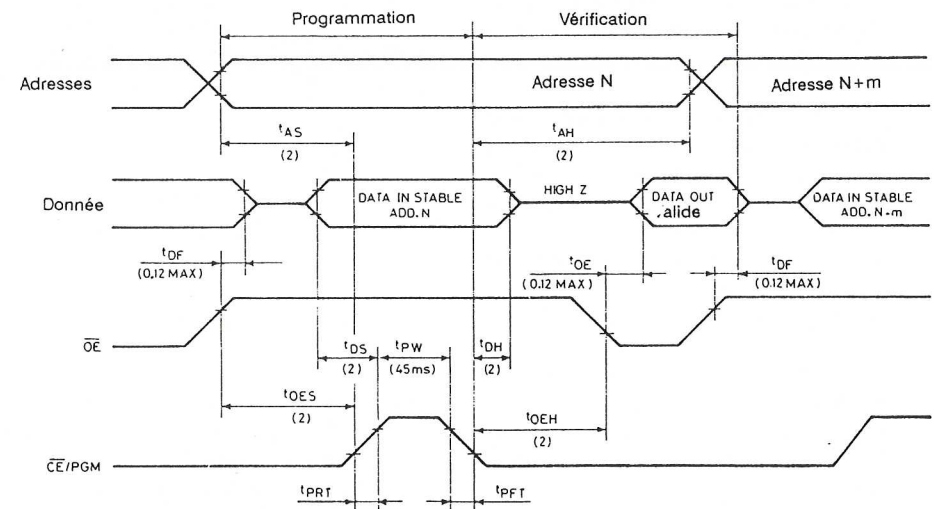 Programmation Vérification
Adresses Adresse N Adresse N+m
tAS tAH
(2) (2)
Donnée DATA IN STABLE ADD. N HIGH Z DATA OUT .alide DATA IN STABLE ADD. N-m
tDF tOE tDF
(0.12 MAX) (0.12 MAX) (0.12 MAX)
OE
tDS tPW tDH
(2) (45ms) (2)
tOES tOEH
(2) (2)
CE/PGM
tPRT tPFT